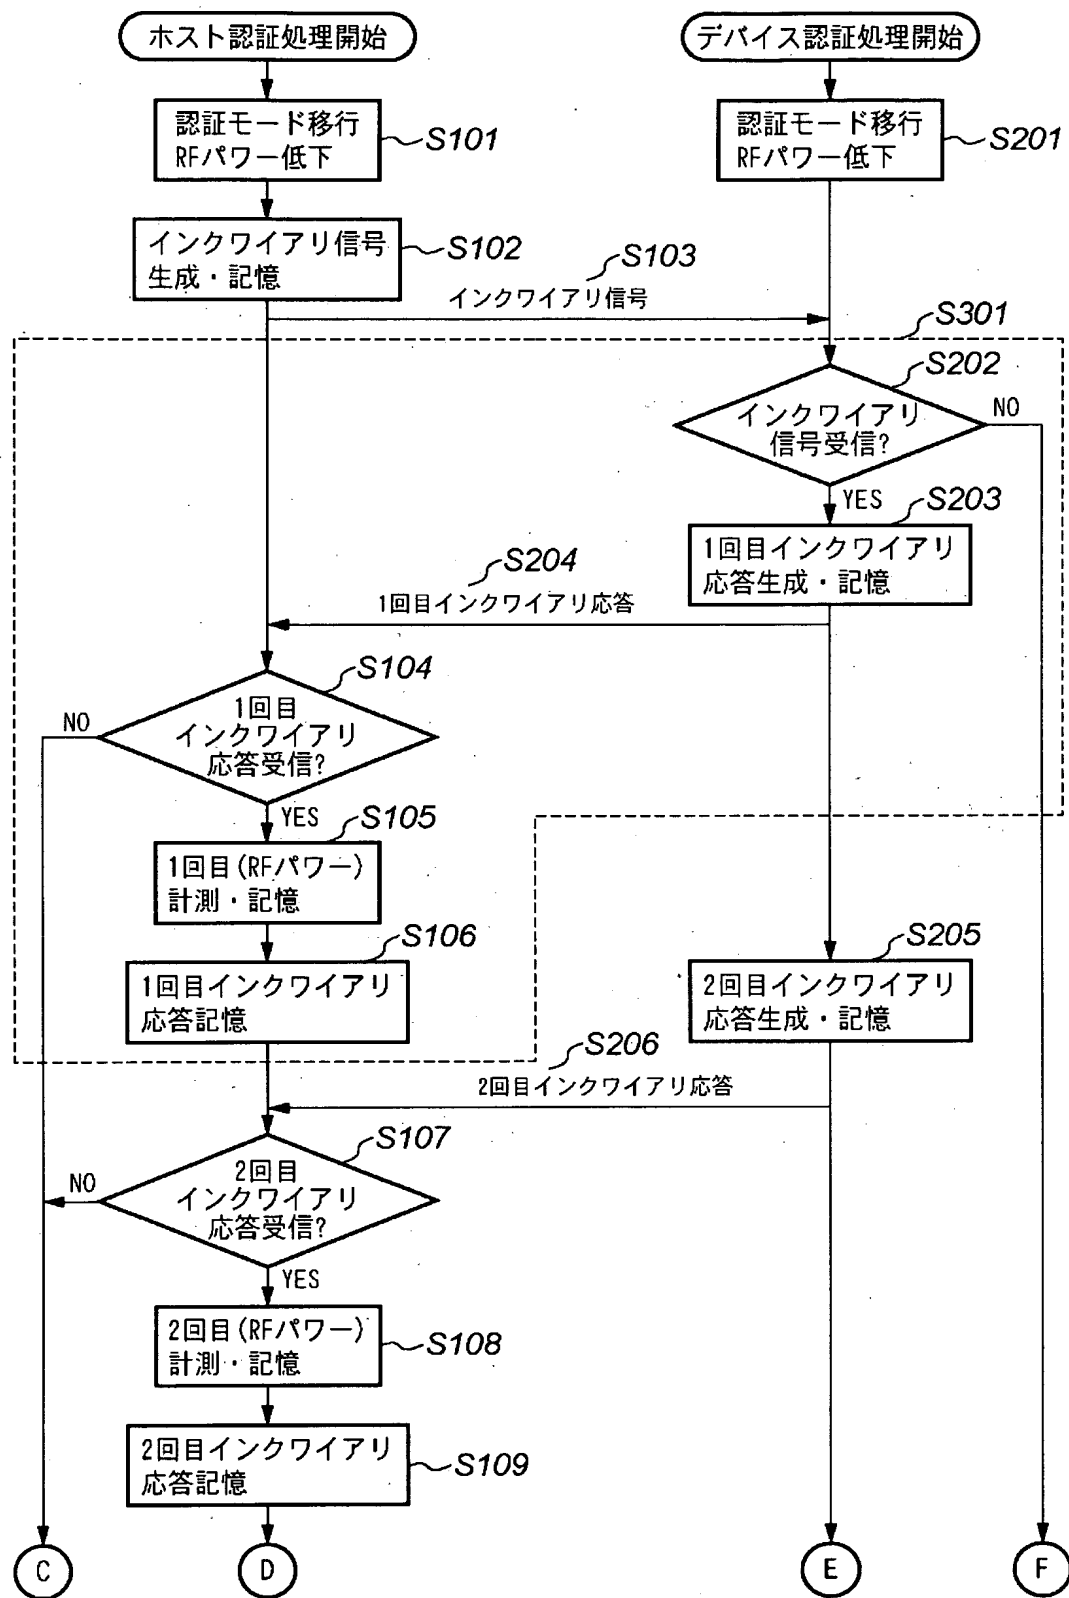 ホスト認証処理開始
デバイス認証処理開始
認証モード移行
RFパワー低下
S101
認証モード移行
RFパワー低下
S201
インクワイアリ信号
生成・記憶
S102
S103
インクワイアリ信号
S301
S202
インクワイアリ
信号受信?
NO
YES
S203
1回目インクワイアリ
応答生成・記憶
S204
1回目インクワイアリ応答
S104
1回目
インクワイアリ
応答受信?
NO
YES
S105
1回目(RFパワー)
計測・記憶
S106
1回目インクワイアリ
応答記憶
S205
2回目インクワイアリ
応答生成・記憶
S206
2回目インクワイアリ応答
S107
2回目
インクワイアリ
応答受信?
NO
YES
2回目(RFパワー)
計測・記憶
S108
2回目インクワイアリ
応答記憶
S109
C
D
E
F